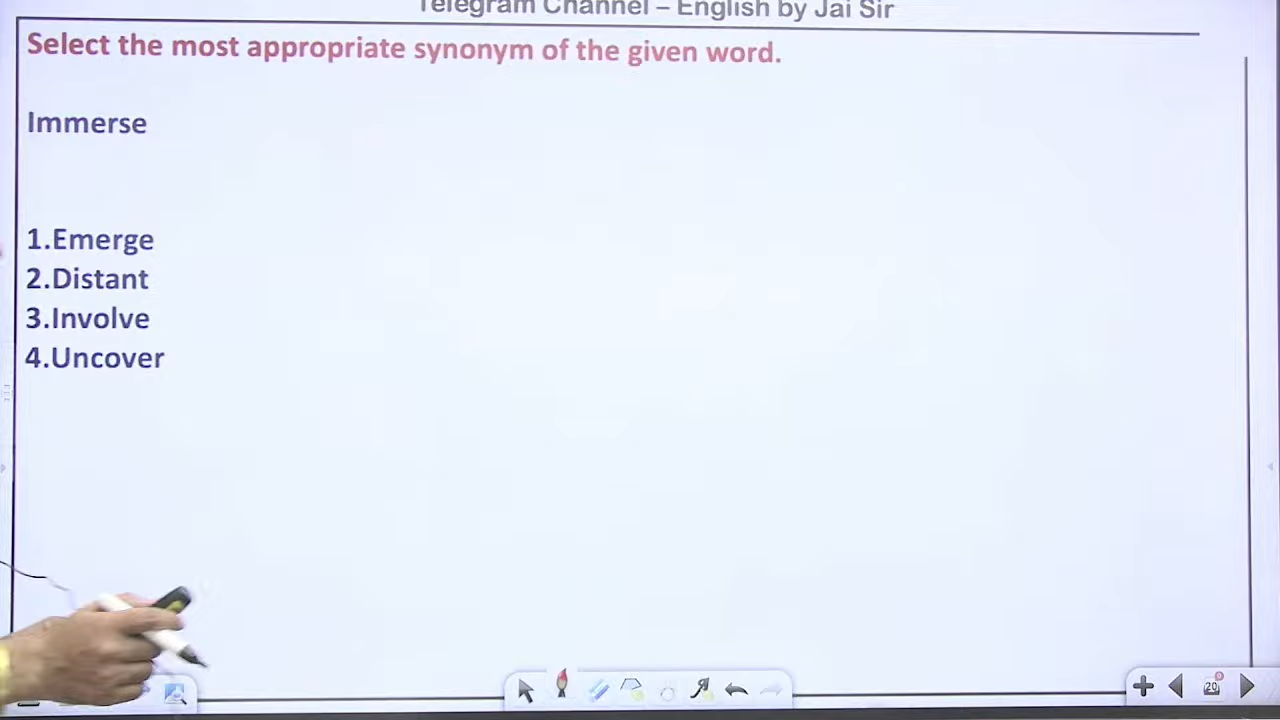 Telegram Channel – English by Jai Sir
Select the most appropriate synonym of the given word.
Immerse
1.Emerge
2.Distant
3.Involve
4.Uncover
20